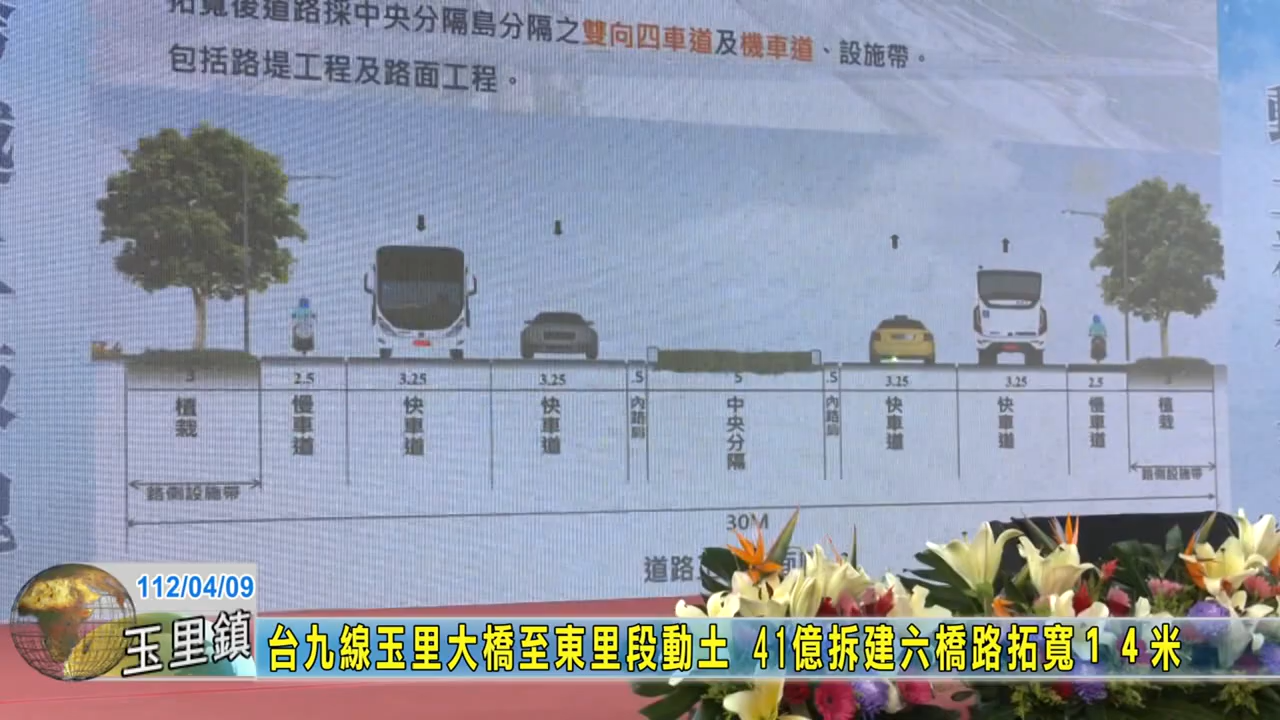 拓寬後道路採中央分隔島分隔之雙向四車道及機車道、設施帶。
包括路堤工程及路面工程。
3 2.5 3.25 3.25 .5 5 .5 3.25 3.25 2.5 3
植栽 慢車道 快車道 快車道 內路肩 中央分隔 內路肩 快車道 快車道 慢車道 植栽
路側設施帶 路側設施帶
30M
道路
112/04/09
玉里鎮
台九線玉里大橋至東里段動土 41億拆建六橋路拓寬14米